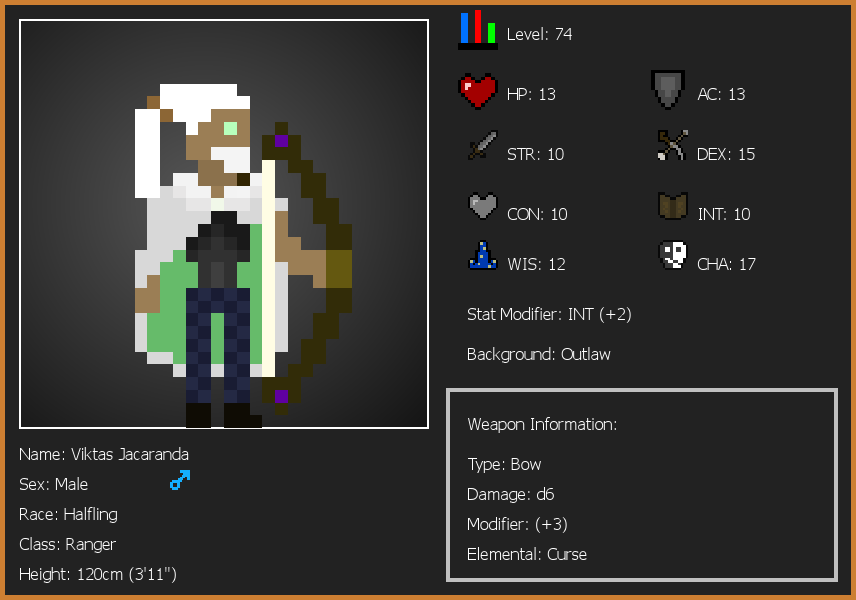 Level: 74
HP: 13
AC: 13
STR: 10
DEX: 15
CON: 10
INT: 10
WIS: 12
CHA: 17
Stat Modifier: INT (+2)
Background: Outlaw
Weapon Information:
Type: Bow
Damage: d6
Modifier: (+3)
Elemental: Curse
Name: Viktas Jacaranda
Sex: Male
Race: Halfling
Class: Ranger
Height: 120cm (3'11")